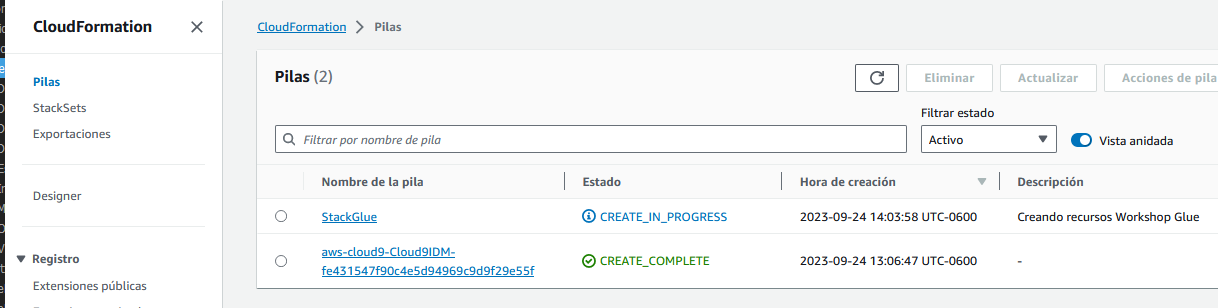 CloudFormation
Pilas
StackSets
Exportaciones
Designer
Registro
Extensiones públicas
CloudFormation > Pilas
Pilas (2)
Eliminar
Actualizar
Acciones de pila
Filtrar estado
Filtrar por nombre de pila
Activo
Vista anidada
Nombre de la pila
Estado
Hora de creación
Descripción
StackGlue
CREATE_IN_PROGRESS
2023-09-24 14:03:58 UTC-0600
Creando recursos Workshop Glue
aws-cloud9-Cloud9IDM-
fe431547f90c4e5d94969c9d9f29e55f
CREATE_COMPLETE
2023-09-24 13:06:47 UTC-0600
-